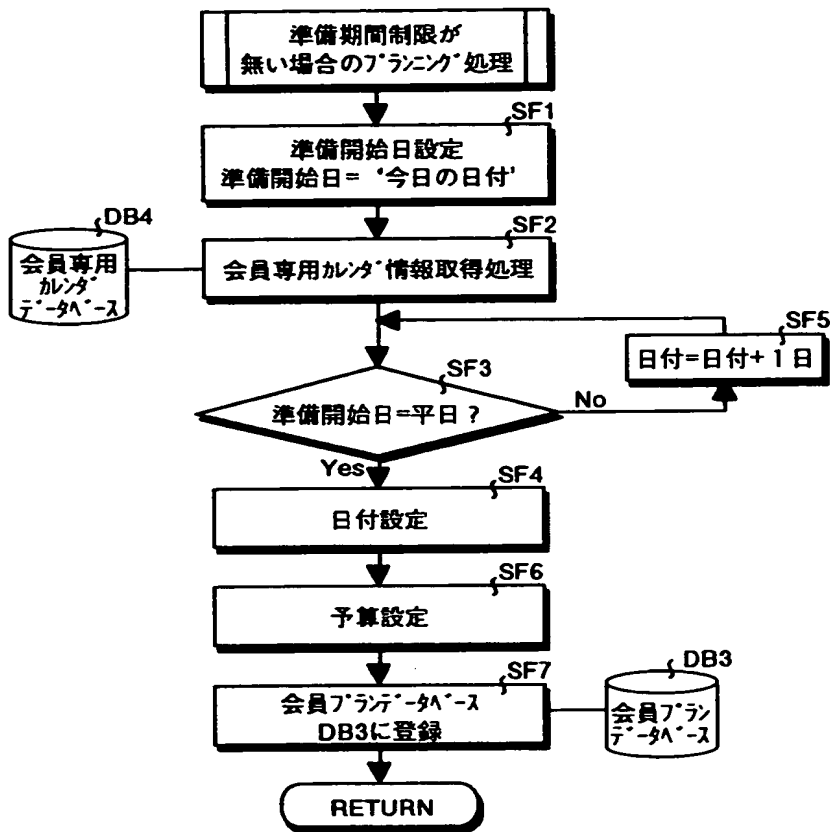 準備期間制限が
無い場合のﾌﾟﾗﾝﾆﾝｸﾞ処理
SF1
準備開始日設定
準備開始日= ‘今日の日付’
DB4
会員専用
ｶﾚﾝﾀﾞ
ﾃﾞｰﾀﾍﾞｰｽ
SF2
会員専用ｶﾚﾝﾀﾞ情報取得処理
SF5
日付=日付+1日
SF3
準備開始日=平日?
No
Yes
SF4
日付設定
SF6
予算設定
SF7
会員ﾌﾟﾗﾝﾃﾞｰﾀﾍﾞｰｽ
DB3に登録
DB3
会員ﾌﾟﾗﾝ
ﾃﾞｰﾀﾍﾞｰｽ
RETURN